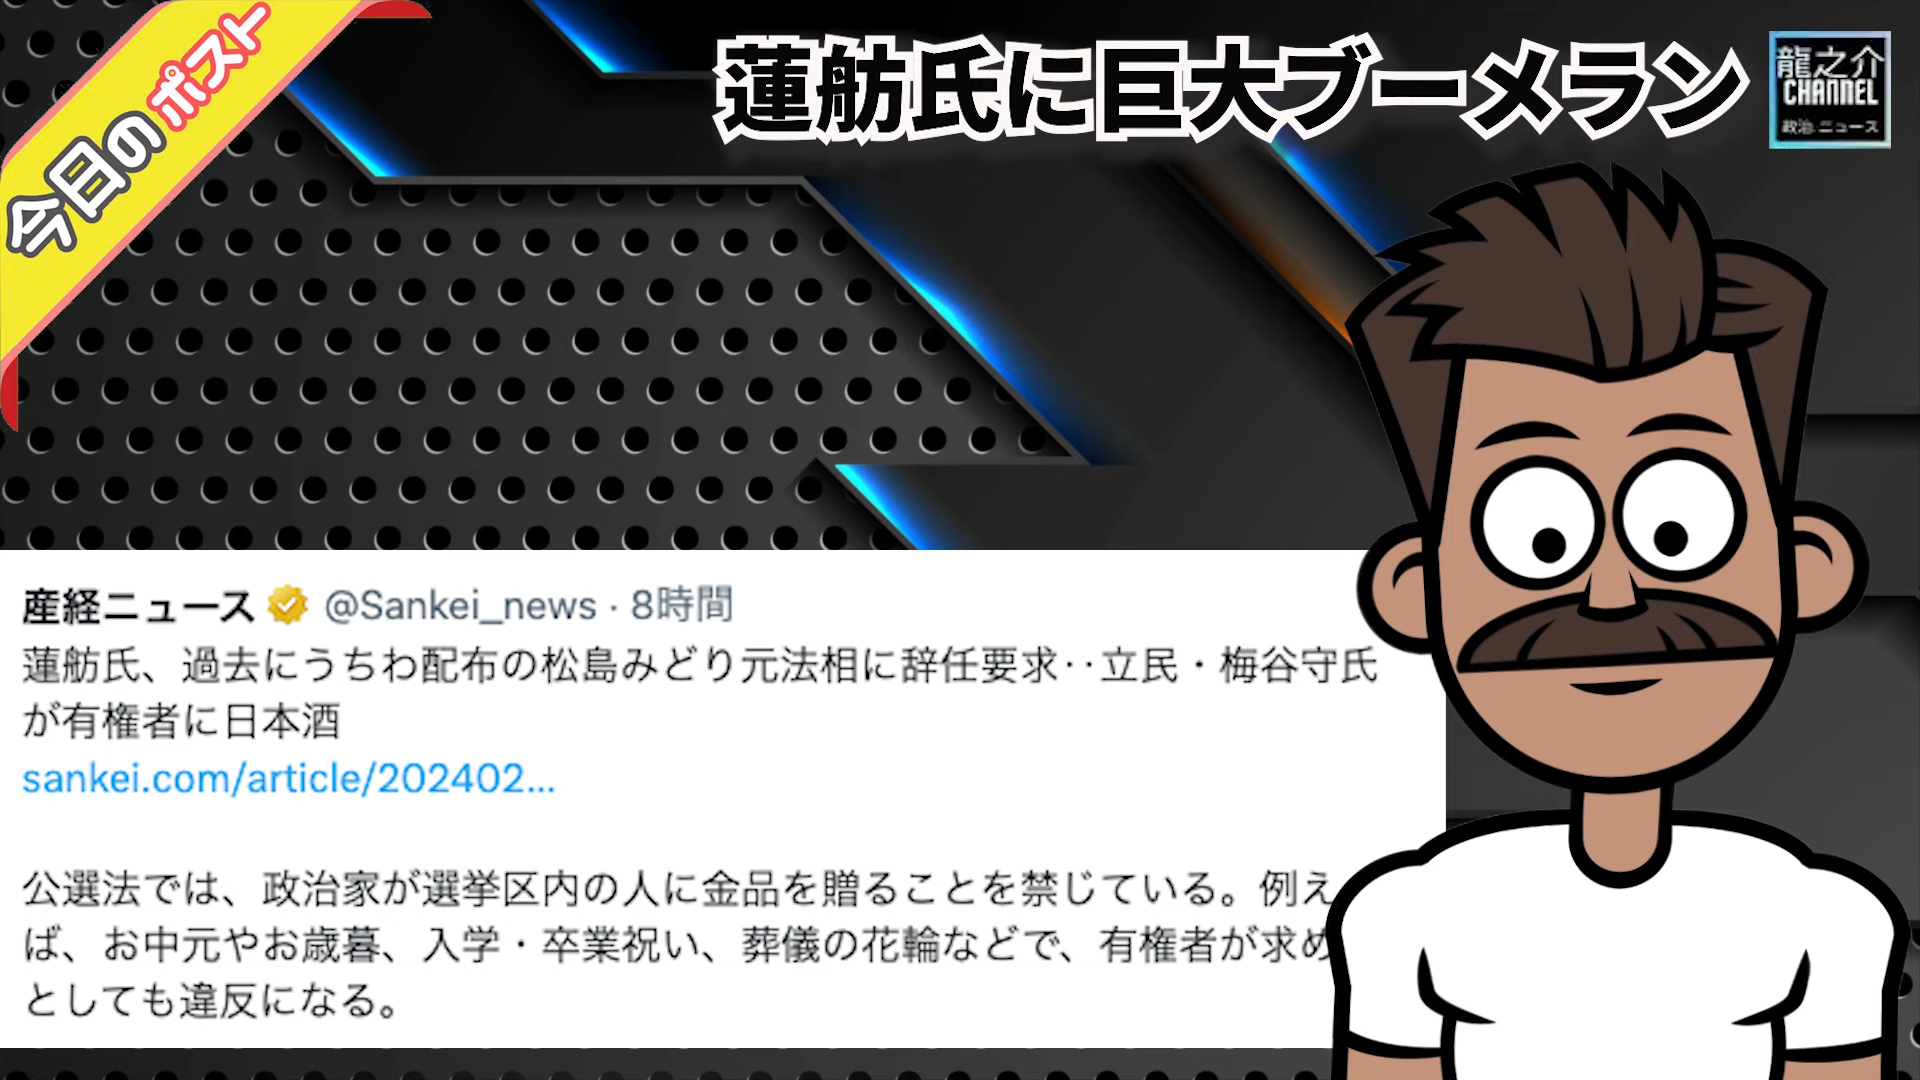 今日のポスト
蓮舫氏に巨大ブーメラン
龍之介
CHANNEL
政治 ニュース
産経ニュース @Sankei_news · 8時間
蓮舫氏、過去にうちわ配布の松島みどり元法相に辞任要求‥立民・梅谷守氏
が有権者に日本酒
sankei.com/article/202402...
公選法では、政治家が選挙区内の人に金品を贈ることを禁じている。例え
ば、お中元やお歳暮、入学・卒業祝い、葬儀の花輪などで、有権者が求め
としても違反になる。